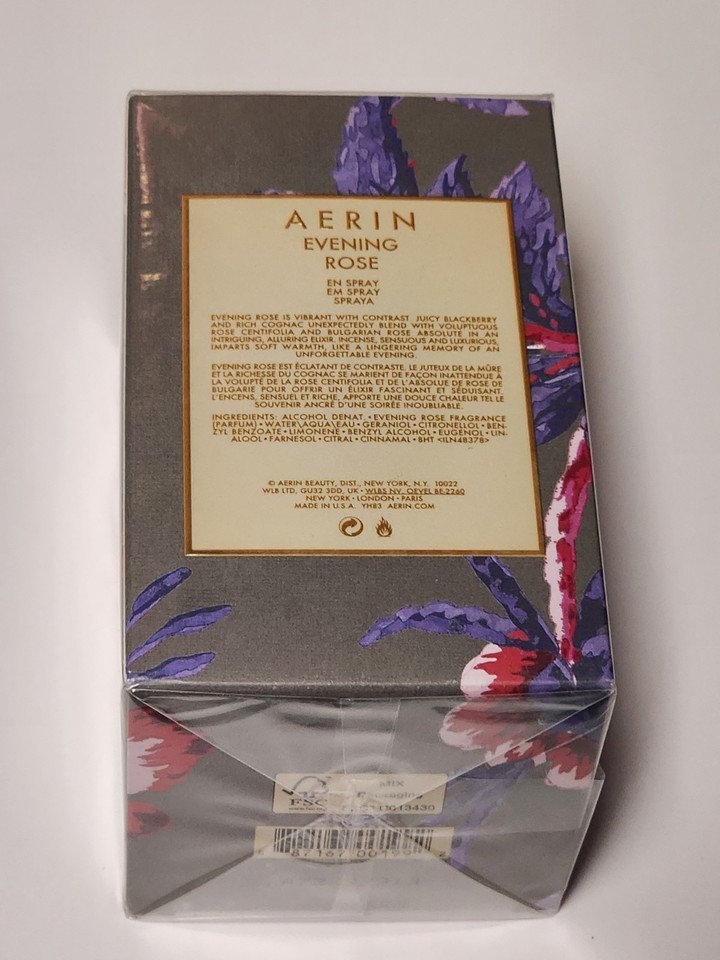 AERIN
EVENING
ROSE
EN SPRAY
EM SPRAY
SPRAYA
EVENING ROSE IS VIBRANT WITH CONTRAST. JUICY BLACKBERRY
AND RICH COGNAC UNEXPECTEDLY BLEND WITH VOLUPTUOUS
ROSE CENTIFOLIA AND BULGARIAN ROSE ABSOLUTE IN AN
INTRIGUING, ALLURING ELIXIR. INCENSE, SENSUOUS AND LUXURIOUS,
IMPARTS SOFT WARMTH, LIKE A LINGERING MEMORY OF AN
UNFORGETTABLE EVENING.
EVENING ROSE EST ÉCLATANT DE CONTRASTE. LE JUTEUX DE LA MÛRE
ET LA RICHESSE DU COGNAC SE MARIENT DE FAÇON INATTENDUE À
LA VOLUPTÉ DE LA ROSE CENTIFOLIA ET DE L'ABSOLUE DE ROSE DE
BULGARIE POUR OFFRIR UN ÉLIXIR FASCINANT ET SÉDUISANT.
L'ENCENS, SENSUEL ET RICHE, APPORTE UNE DOUCE CHALEUR TEL LE
SOUVENIR ANCRÉ D'UNE SOIRÉE INOUBLIABLE.
INGREDIENTS: ALCOHOL DENAT. • EVENING ROSE FRAGRANCE
(PARFUM) • WATER\AQUA\EAU • GERANIOL • CITRONELLOL • BEN-
ZYL BENZOATE • LIMONENE • BENZYL ALCOHOL • EUGENOL • LIN-
ALOOL • FARNESOL • CITRAL • CINNAMAL • BHT <ILN48378>
© AERIN BEAUTY, DIST., NEW YORK, N.Y. 10022
WLB LTD, GU32 3DD, UK • WLBS NV, OEVEL BE-2260
NEW YORK • LONDON • PARIS
MADE IN U.S.A. YH83 AERIN.COM
MIX
FSC
Packaging
87167 00199